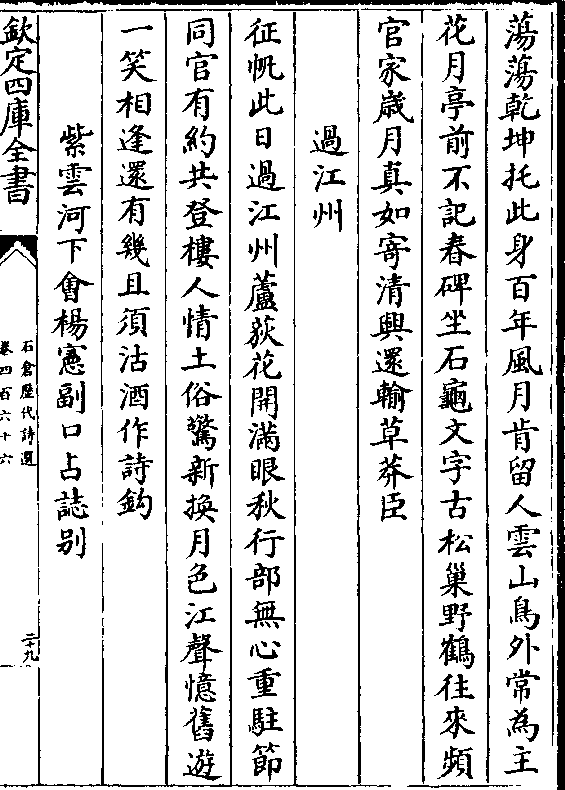 蕩蕩乾坤托此身百年風月肯留人雲山鳥外常為主
花月亭前不記春碑坐石龜文字古松巢野鶴往來頻
官家歳月真如寄清興還輸草莽臣
過江州
征帆此日過江州蘆荻花開滿眼秋行部無心重駐節
同官有約共登樓人情土俗驚新換月色江聲憶舊遊
一笑相逢還有幾且須沽酒作詩鈎
紫雲河下會楊憲副口占誌别
欽定四庫全書
石倉歷代詩選
卷四百六十六
二十九